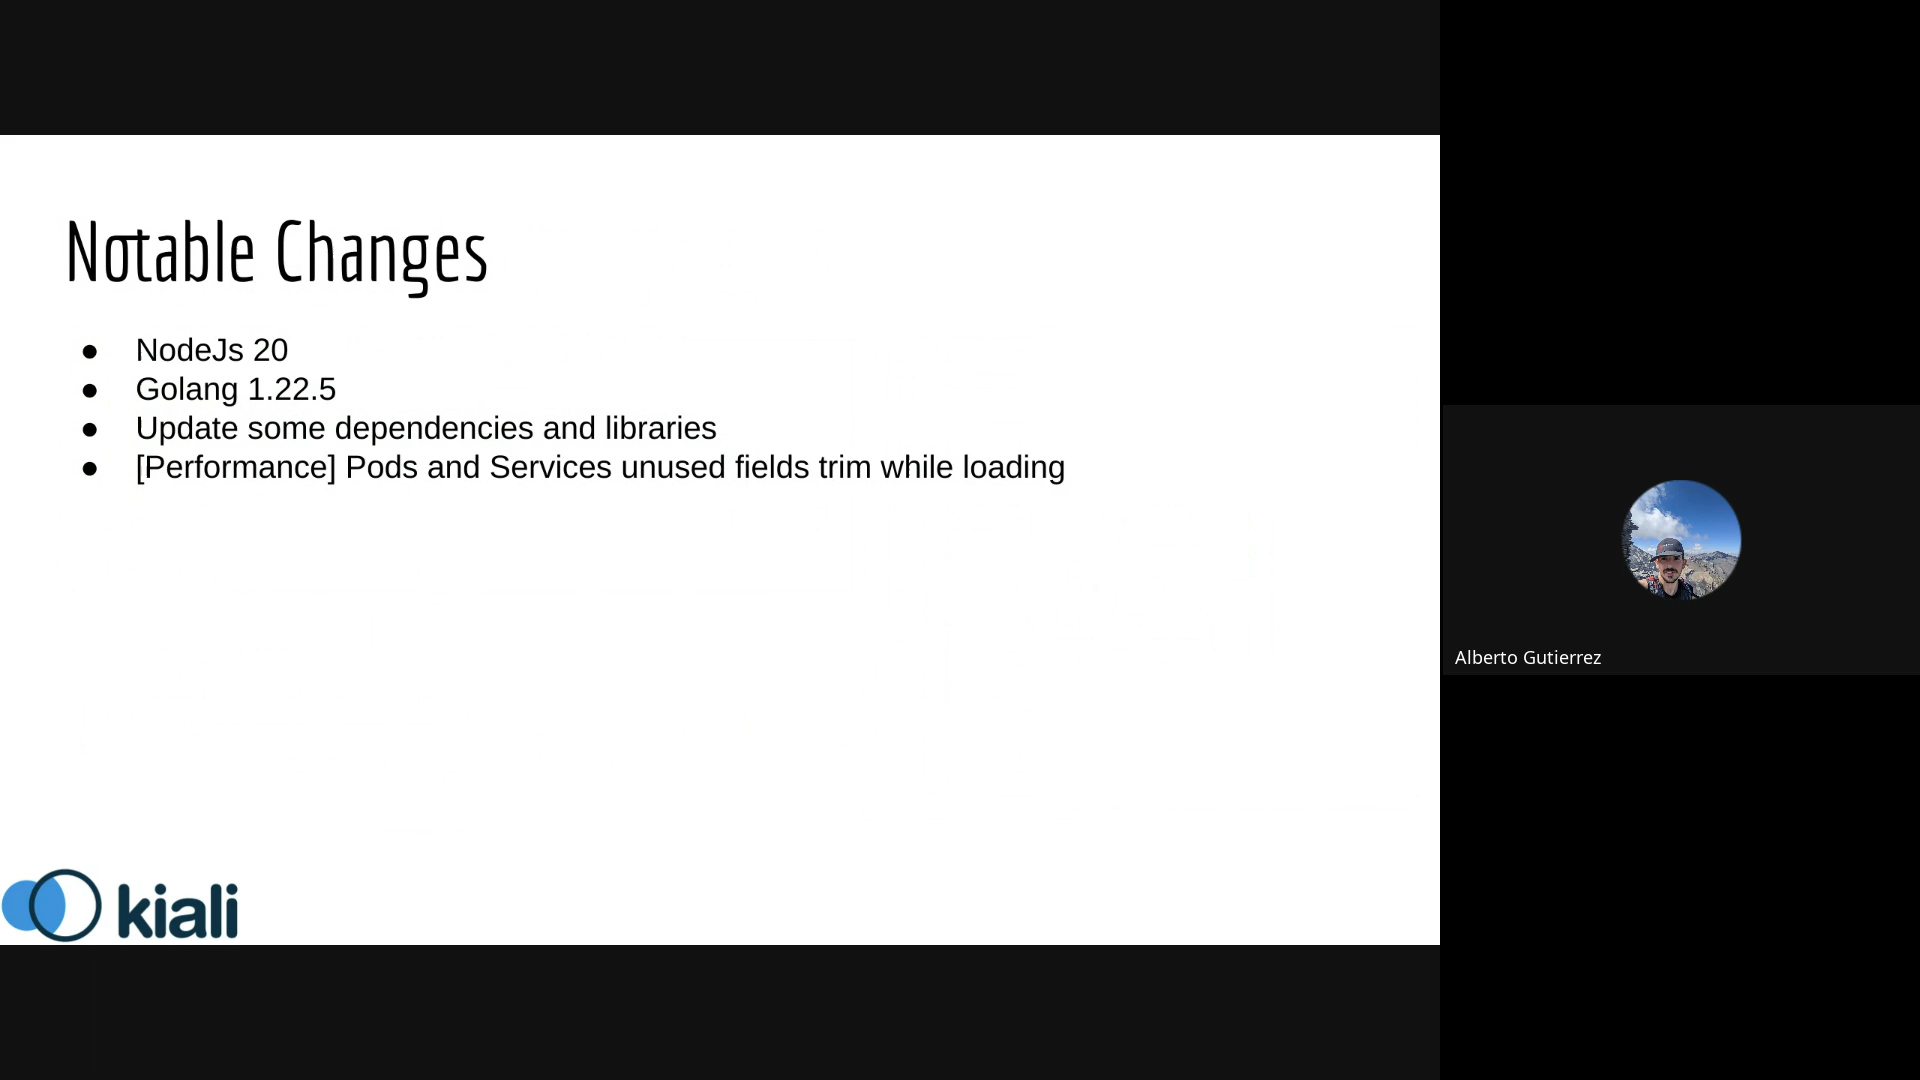 Notable Changes
● NodeJs 20
● Golang 1.22.5
● Update some dependencies and libraries
● [Performance] Pods and Services unused fields trim while loading
kiali
Alberto Gutierrez